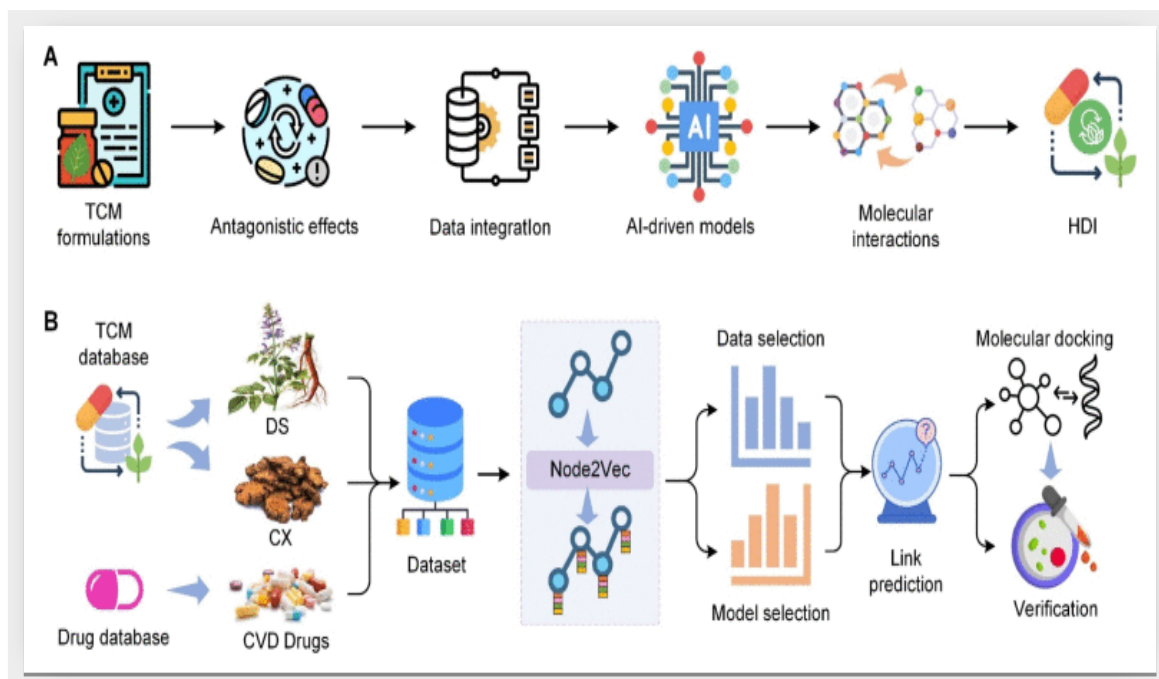 A
TCM
formulations
Antagonistic effects
Data integration
AI
AI-driven models
Molecular
interactions
HDI
B
TCM
database
DS
CX
Drug database
CVD Drugs
Dataset
Node2Vec
Data selection
Model selection
?
Link
prediction
Molecular docking
Verification